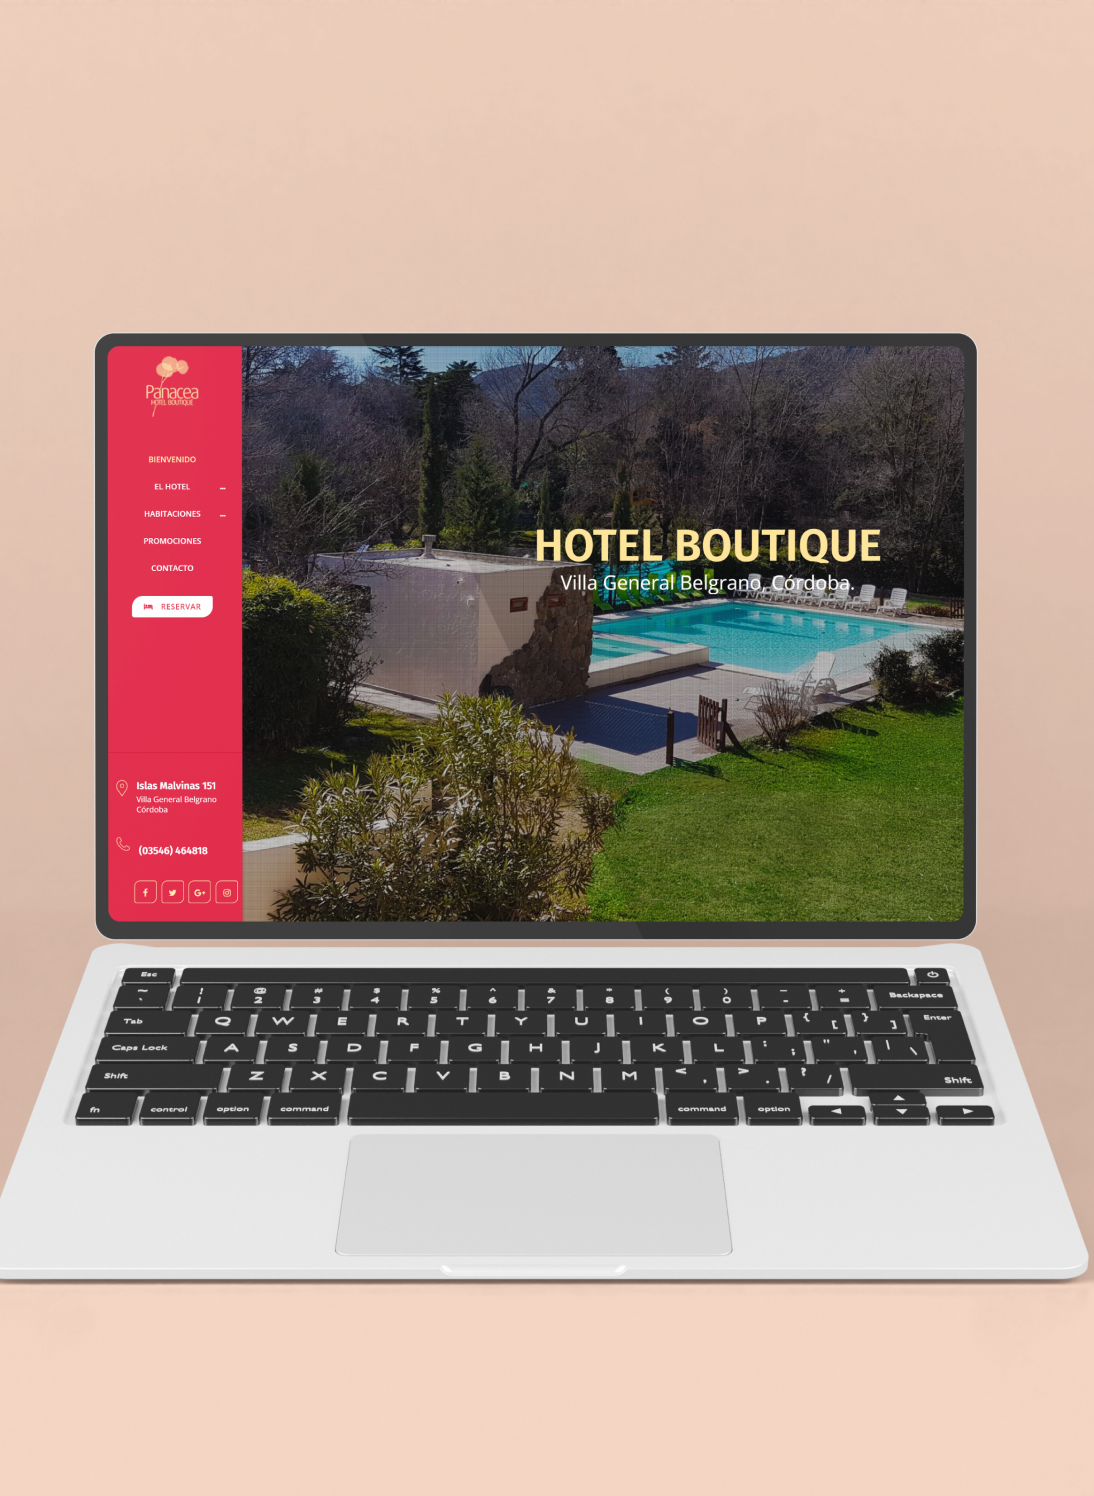 Panacea
HOTEL BOUTIQUE
BIENVENIDO
EL HOTEL ...
HABITACIONES ...
PROMOCIONES
CONTACTO
RESERVAR
Islas Malvinas 151
Villa General Belgrano
Córdoba
(03546) 464818
f G+
HOTEL BOUTIQUE
Villa General Belgrano, Córdoba.
Esc
~ ! @ # $ % ^ & * ( ) - +
` 1 2 3 4 5 6 7 8 9 0 - = Backspace
Tab Q W E R T Y U I O P { [ } ] Enter
Caps Lock A S D F G H J K L : ; " , | \
Shift Z X C V B N M < , > . ? / Shift
fn control option command command option